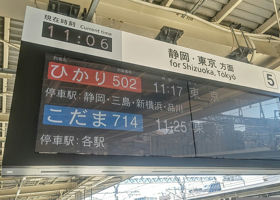 現在時刻 Current time
11:06
静岡・東京 方面
for Shizuoka, Tokyo
5
ひかり 502 11:17 東京
停車駅：静岡・三島・新横浜・品川
こだま 714 11:25 東京
停車駅：各駅